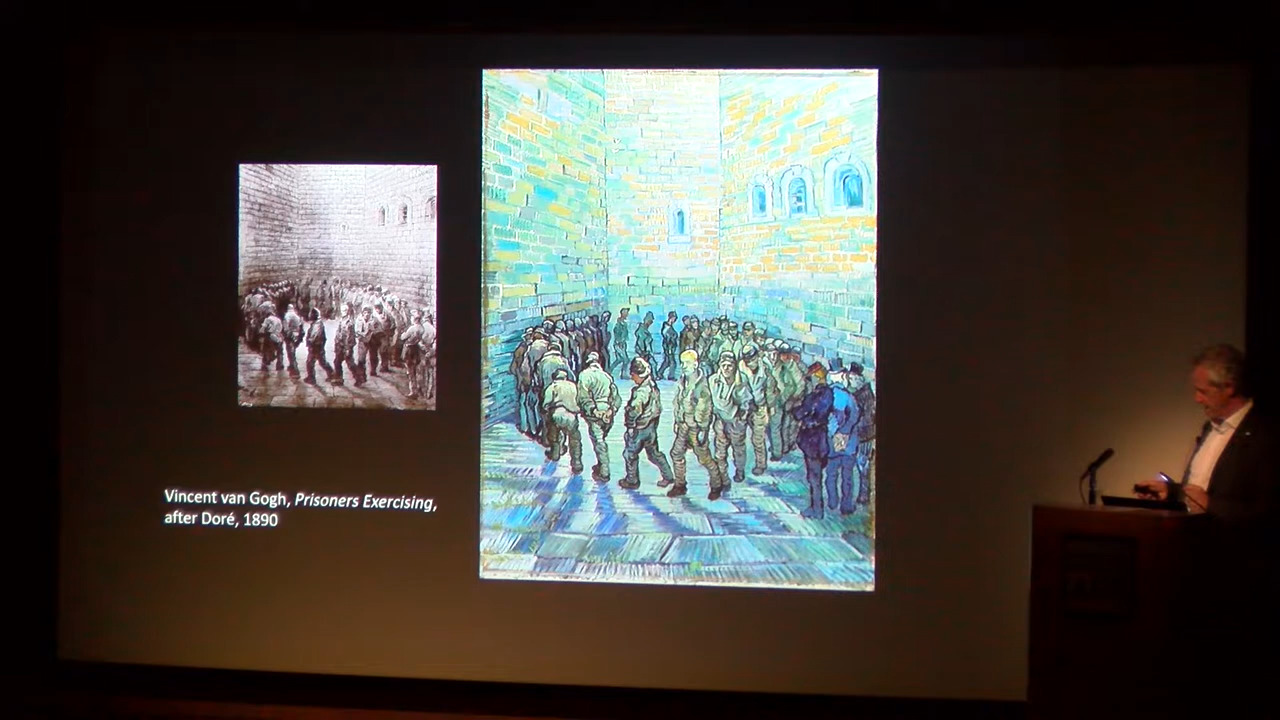 Vincent van Gogh, Prisoners Exercising,
after Doré, 1890